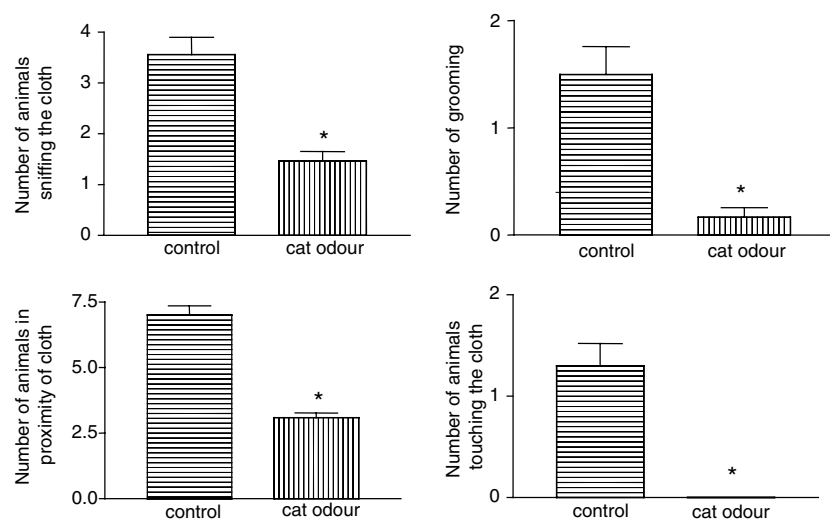 Number of animals
sniffing the cloth
4
3
2
1
0
*
control
cat odour
Number of grooming
2
1
0
*
control
cat odour
Number of animals in
proximity of cloth
7.5
5.0
2.5
0.0
*
control
cat odour
Number of animals
touching the cloth
2
1
0
*
control
cat odour